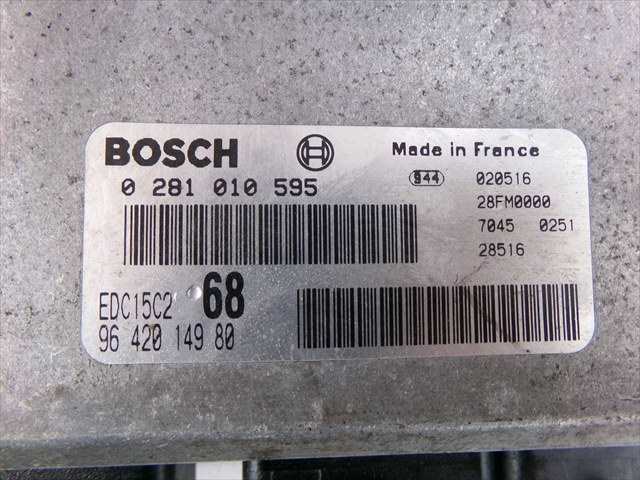 BOSCH Made in France
0 281 010 595 944 020516
28FM0000
7045 0251
28516
EDC15C2 68
96 420 149 80